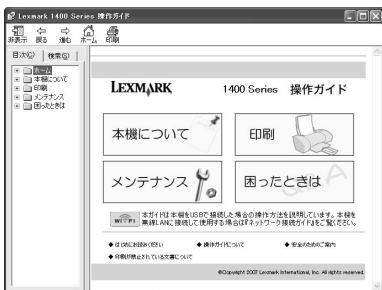 Lexmark 1400 Series 操作ガイド
非表示 戻る 進む ホーム 印刷
目次(C) 検索(S)
ホーム
本機について
印刷
メンテナンス
困ったときは
LEXMARK 1400 Series 操作ガイド
本機について
印刷
メンテナンス
困ったときは
Q&A
WI FI
本ガイドは本機をUSBで接続した場合の操作方法を説明しています。本機を
無線LANに接続して使用する場合は『ネットワーク接続ガイド』をご覧ください。
◆ はじめにお読みください ◆ 操作ガイドについて ◆ 安全のためのご案内
◆ 印刷が禁止されている文書について
©Copyright 2007 Lexmark International, Inc. All rights reserved.